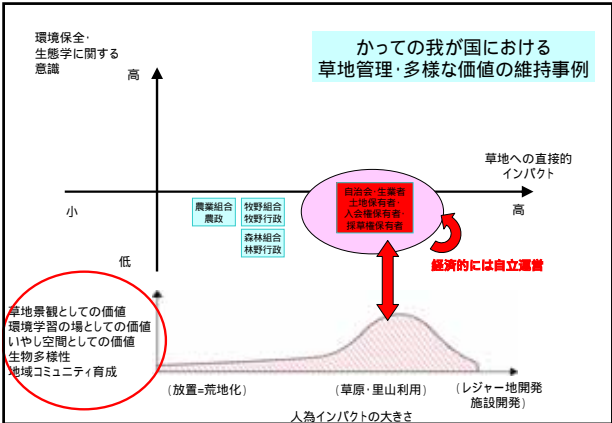 環境保全・
生態学に関する
意識
高
かっての我が国における
草地管理・多様な価値の維持事例
草地への直接的
インパクト
小
高
農業組合
農政
牧野組合
牧野行政
森林組合
林野行政
自治会・生業者
土地保有者・
入会権保有者・
採草権保有者
低
経済的には自立運営
草地景観としての価値
環境学習の場としての価値
いやし空間としての価値
生物多様性
地域コミュニティ育成
(放置=荒地化)
(草原・里山利用)
(レジャー地開発
施設開発)
人為インパクトの大きさ